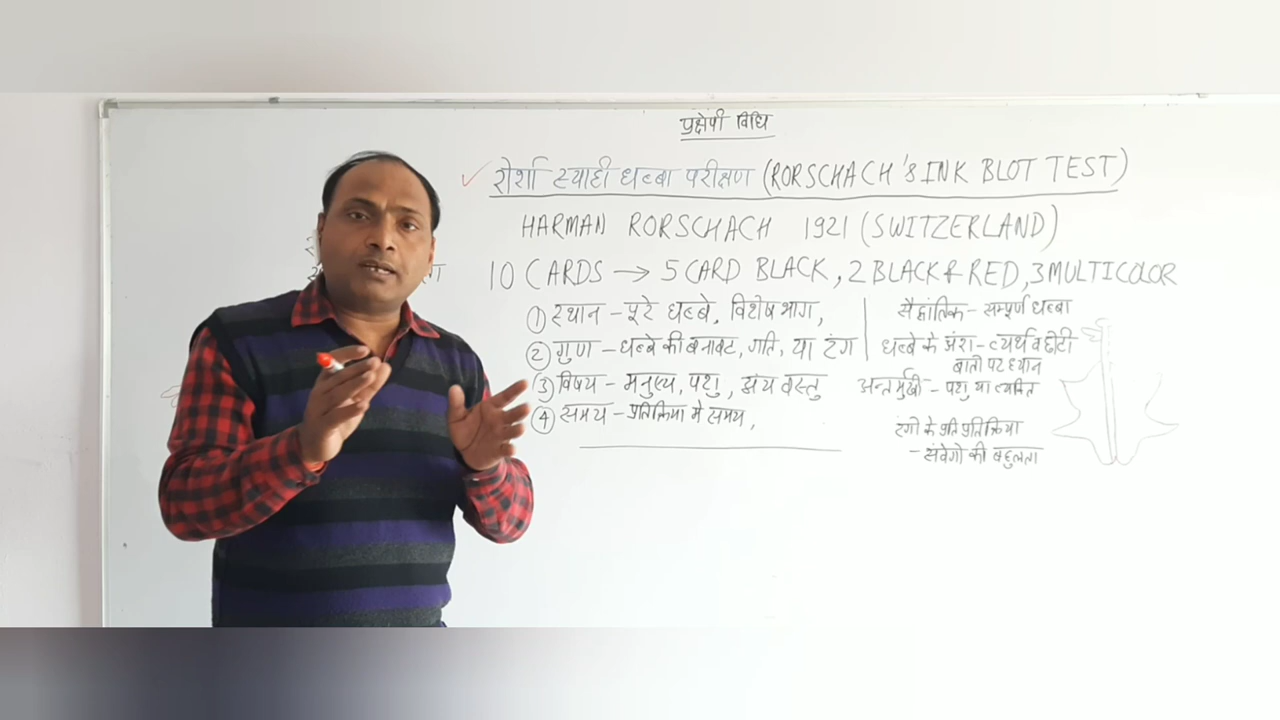 प्रक्षेपी विधि
✓ रोर्शा स्याही धब्बा परीक्षण (RORSCHACH'S INK BLOT TEST)
HARMAN RORSCHACH 1921 (SWITZERLAND)
10 CARDS → 5 CARD BLACK, 2 BLACK & RED, 3 MULTICOLOR
① स्थान - पूरे धब्बे, विशेष भाग,
② गुण - धब्बे की बनावट, गति, या रंग
③ विषय - मनुष्य, पशु, अन्य वस्तु
④ समय - प्रतिक्रिया मे समय,
सैद्धांतिक - सम्पूर्ण धब्बा
धब्बे के अंश - व्यर्थ व छोटी
बातो पर ध्यान
अन्तर्मुखी - पशु या व्यक्ति
रंगो के प्रति प्रतिक्रिया
- संवेगो की बहुलता